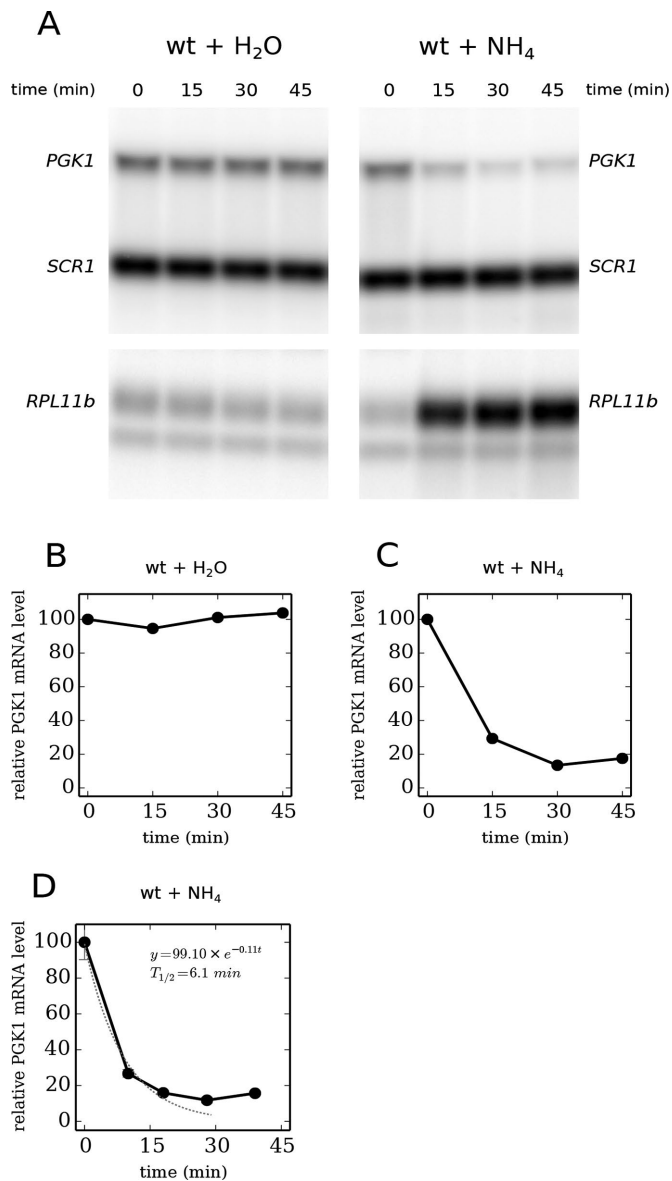 A
wt + H₂O wt + NH₄
time (min) 0 15 30 45 0 15 30 45 time (min)
PGK1 PGK1
SCR1 SCR1
RPL11b RPL11b
B
wt + H₂O
relative PGK1 mRNA level
100
80
60
40
20
0
0 15 30 45
time (min)
C
wt + NH₄
relative PGK1 mRNA level
100
80
60
40
20
0
0 15 30 45
time (min)
D
wt + NH₄
relative PGK1 mRNA level
100
80
60
40
20
0
y=99.10 × e⁻⁰·¹¹ᵗ
T₁/₂=6.1 min
0 15 30 45
time (min)